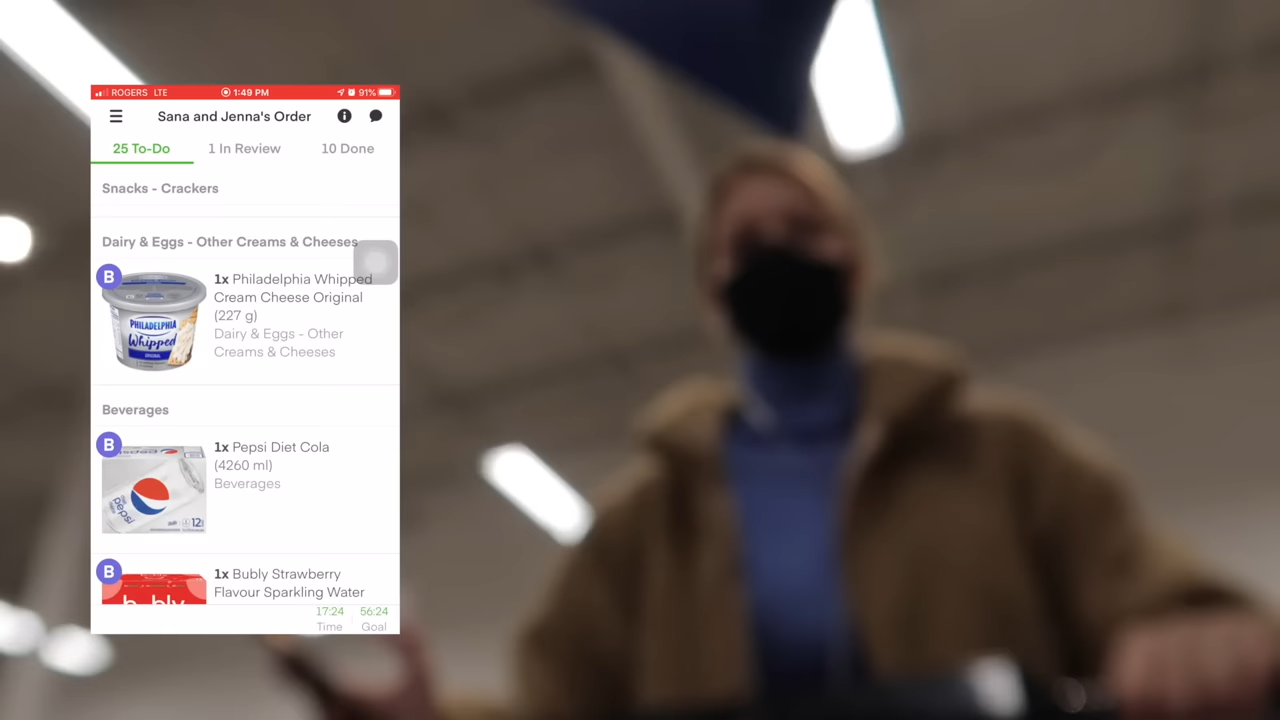 ROGERS LTE 1:49 PM 91%
Sana and Jenna's Order
25 To-Do 1 In Review 10 Done
Snacks - Crackers
Dairy & Eggs - Other Creams & Cheeses
B
1x Philadelphia Whipped
Cream Cheese Original
(227 g)
Dairy & Eggs - Other
Creams & Cheeses
PHILADELPHIA
Whipped
ORIGINAL
Beverages
B
1x Pepsi Diet Cola
(4260 ml)
Beverages
pepsi
12
B
1x Bubly Strawberry
Flavour Sparkling Water
bubly
17:24 56:24
Time Goal